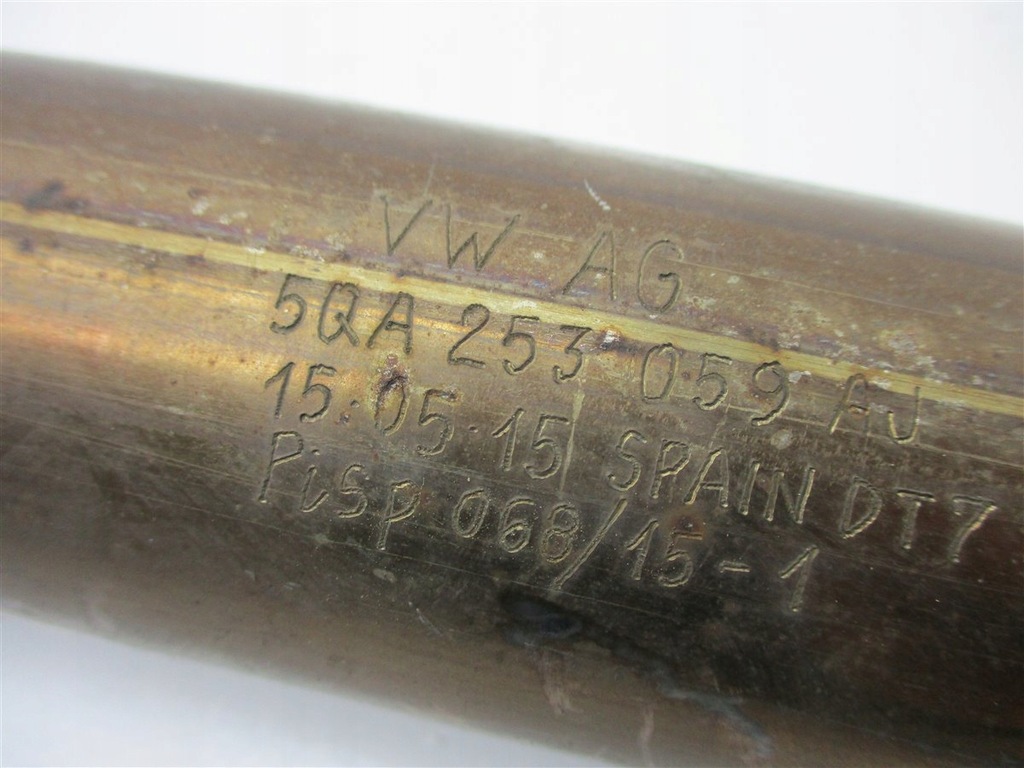 VW AG
5QA 253 059 AJ
15.05.15 SPAIN DT7
Pisp 068/15-1